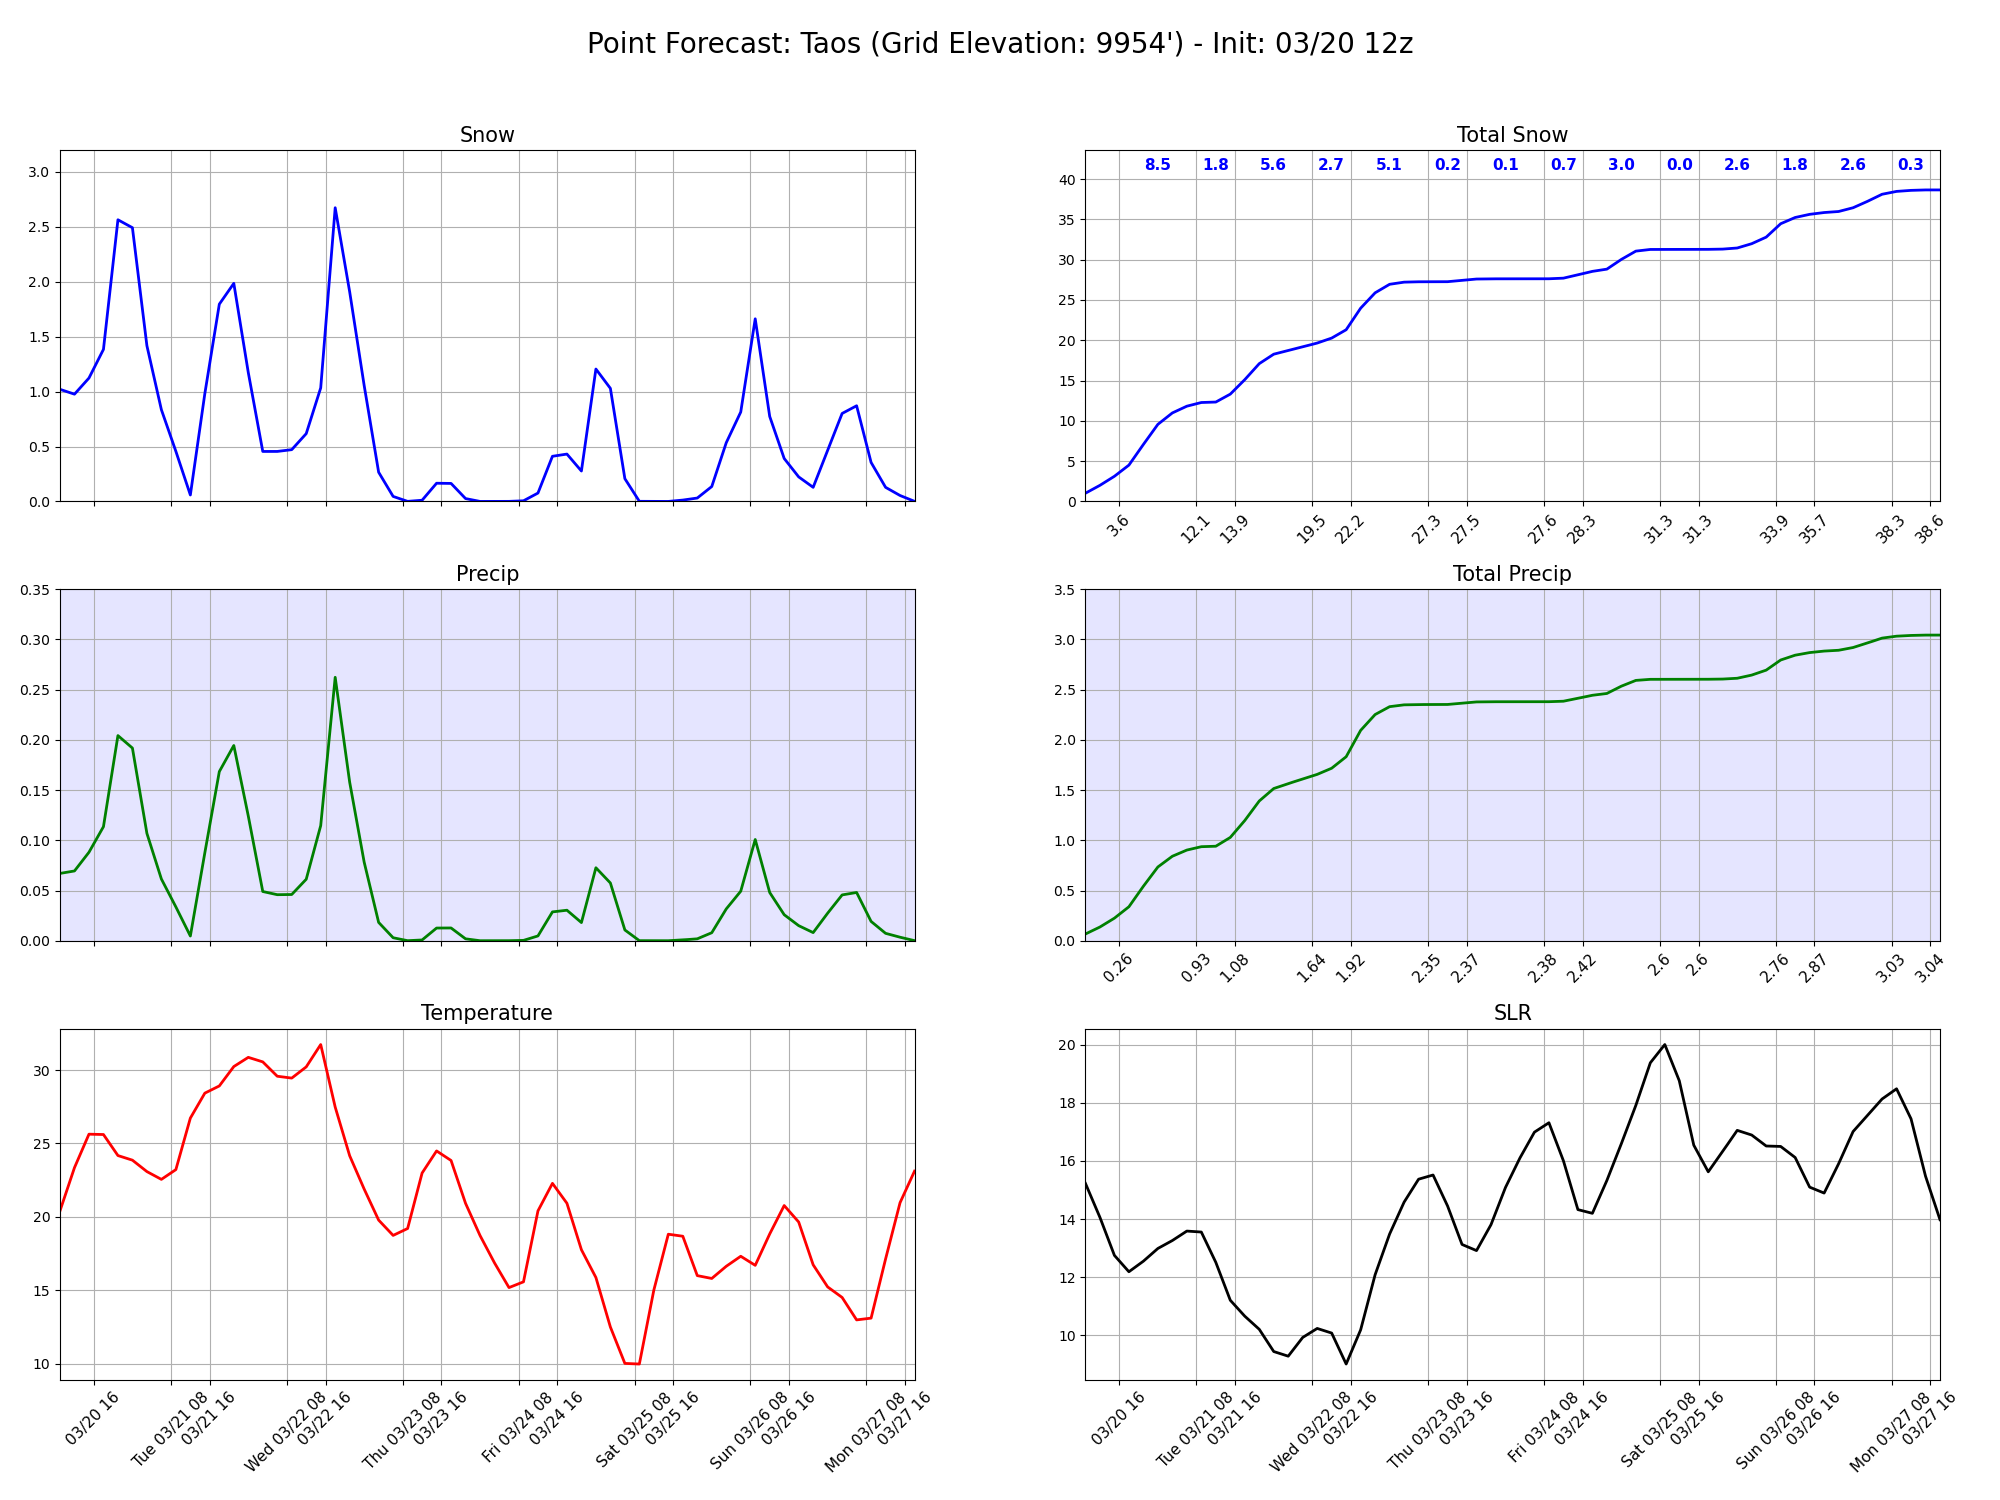 Point Forecast: Taos (Grid Elevation: 9954') - Init: 03/20 12z
Snow
3.0
2.5
2.0
1.5
1.0
0.5
0.0
Total Snow
8.5 1.8 5.6 2.7 5.1 0.2 0.1 0.7 3.0 0.0 2.6 1.8 2.6 0.3
40
35
30
25
20
15
10
5
0
3.6 12.1 13.9 19.5 22.2 27.3 27.5 27.6 28.3 31.3 31.3 33.9 35.7 38.3 38.6
Precip
0.35
0.30
0.25
0.20
0.15
0.10
0.05
0.00
Total Precip
3.5
3.0
2.5
2.0
1.5
1.0
0.5
0.0
0.26 0.93 1.08 1.64 1.92 2.35 2.37 2.38 2.42 2.6 2.6 2.76 2.87 3.03 3.04
Temperature
30
25
20
15
10
03/20 16
Tue 03/21 08
03/21 16
Wed 03/22 08
03/22 16
Thu 03/23 08
03/23 16
Fri 03/24 08
03/24 16
Sat 03/25 08
03/25 16
Sun 03/26 08
03/26 16
Mon 03/27 08
03/27 16
SLR
20
18
16
14
12
10
03/20 16
Tue 03/21 08
03/21 16
Wed 03/22 08
03/22 16
Thu 03/23 08
03/23 16
Fri 03/24 08
03/24 16
Sat 03/25 08
03/25 16
Sun 03/26 08
03/26 16
Mon 03/27 08
03/27 16